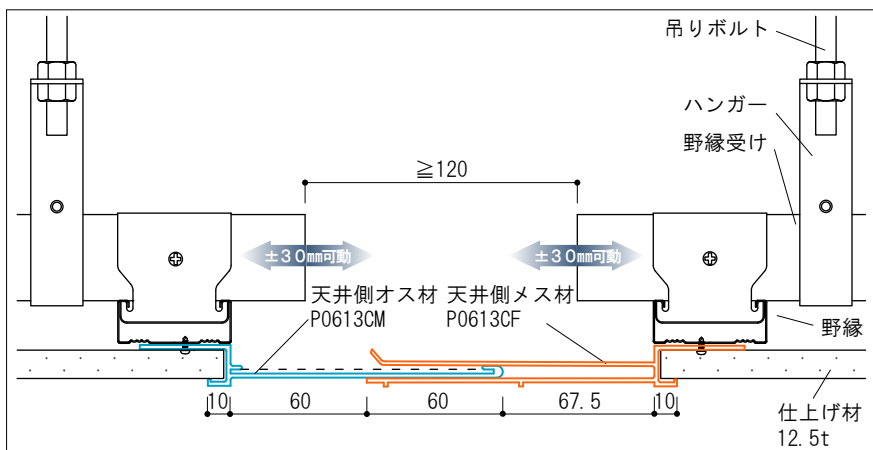 吊りボルト
ハンガー
野縁受け
≧120
±30㎜可動
±30㎜可動
天井側オス材
P0613CM
天井側メス材
P0613CF
野縁
10
60
60
67.5
10
仕上げ材
12.5t